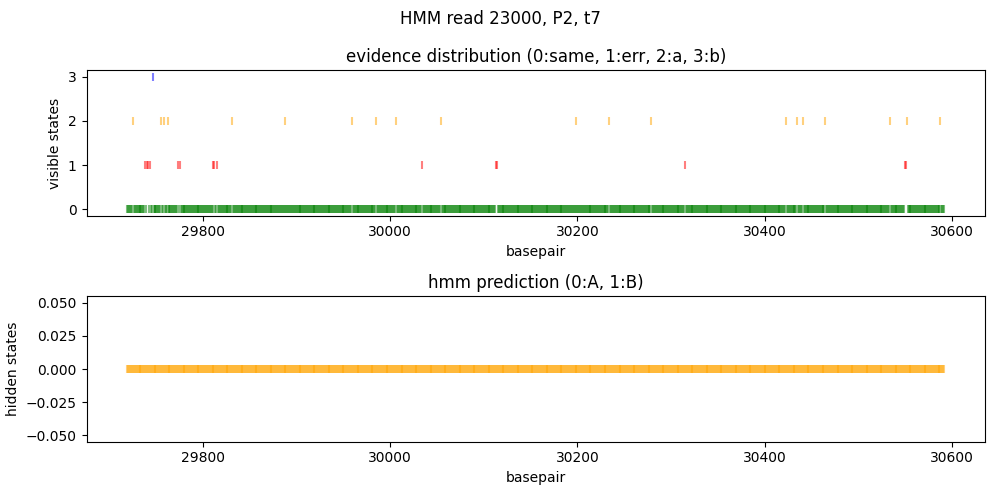 HMM read 23000, P2, t7
evidence distribution (0:same, 1:err, 2:a, 3:b)
visible states
3
2
1
0
29800 30000 30200 30400 30600
basepair
hmm prediction (0:A, 1:B)
hidden states
0.050
0.025
0.000
−0.025
−0.050
29800 30000 30200 30400 30600
basepair